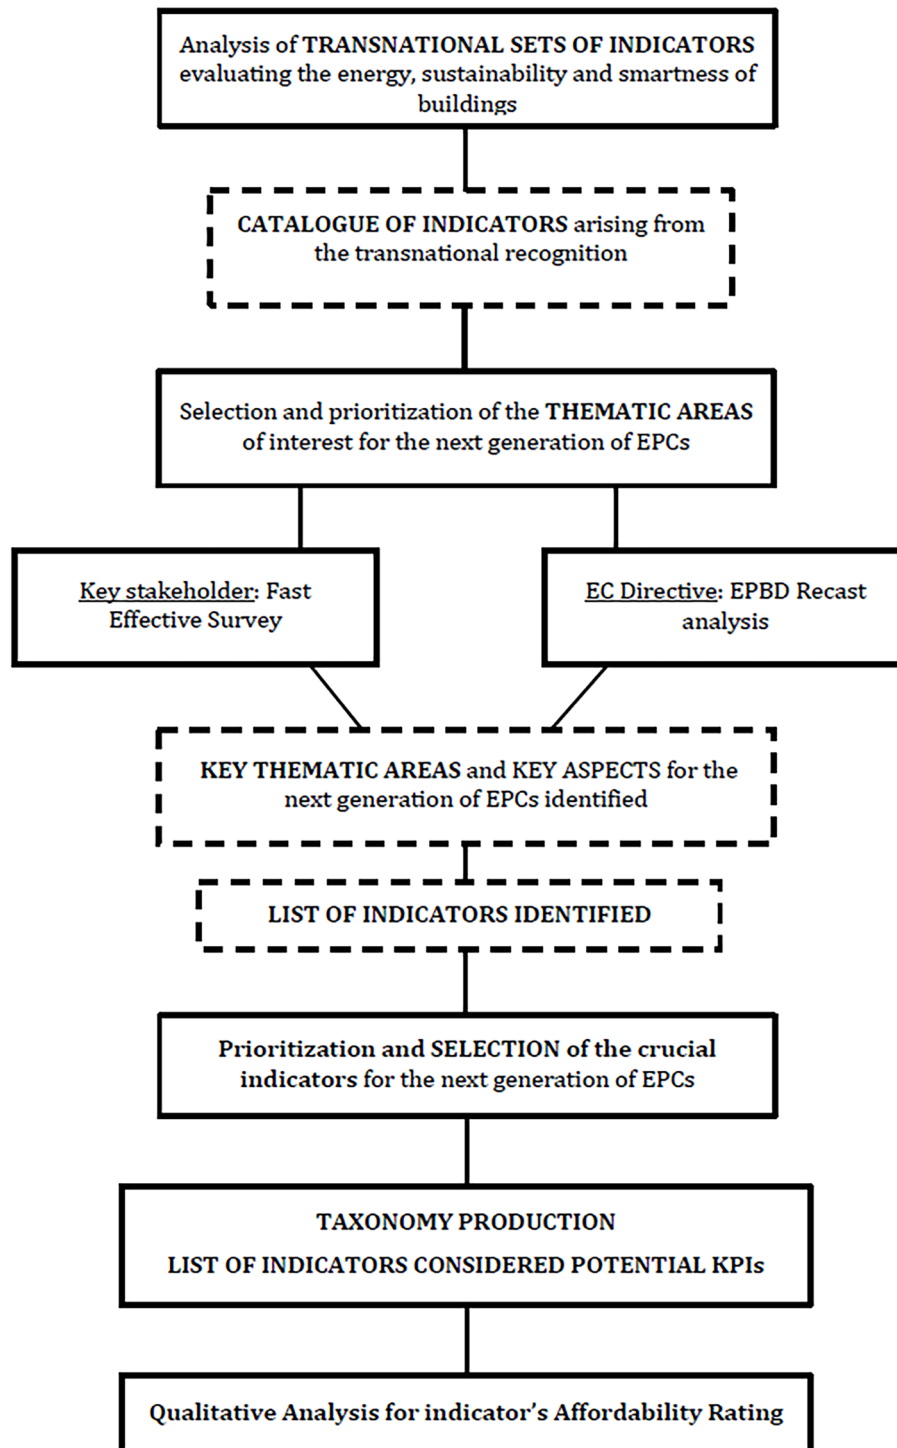 Analysis of TRANSNATIONAL SETS OF INDICATORS
evaluating the energy, sustainability and smartness of
buildings
CATALOGUE OF INDICATORS arising from
the transnational recognition
Selection and prioritization of the THEMATIC AREAS
of interest for the next generation of EPCs
Key stakeholder: Fast
Effective Survey
EC Directive: EPBD Recast
analysis
KEY THEMATIC AREAS and KEY ASPECTS for the
next generation of EPCs identified
LIST OF INDICATORS IDENTIFIED
Prioritization and SELECTION of the crucial
indicators for the next generation of EPCs
TAXONOMY PRODUCTION
LIST OF INDICATORS CONSIDERED POTENTIAL KPIs
Qualitative Analysis for indicator’s Affordability Rating